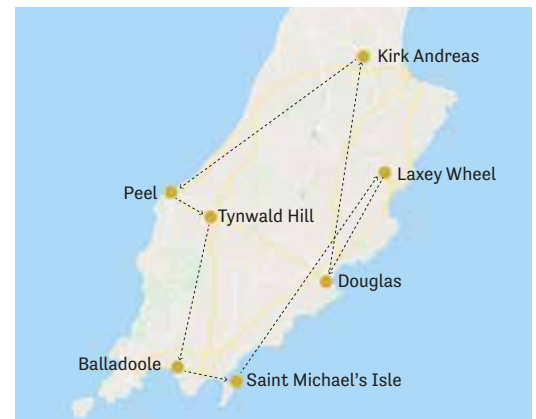 Kirk Andreas
Laxey Wheel
Peel
Tynwald Hill
Douglas
Balladoole
Saint Michael's Isle